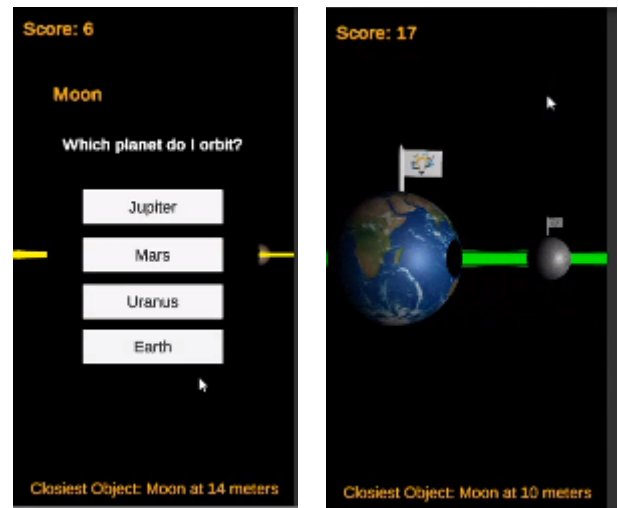 Score: 6
Moon
Which planet do I orbit?
Jupiter
Mars
Uranus
Earth
Closiest Object: Moon at 14 meters
Score: 17
Closiest Object: Moon at 10 meters